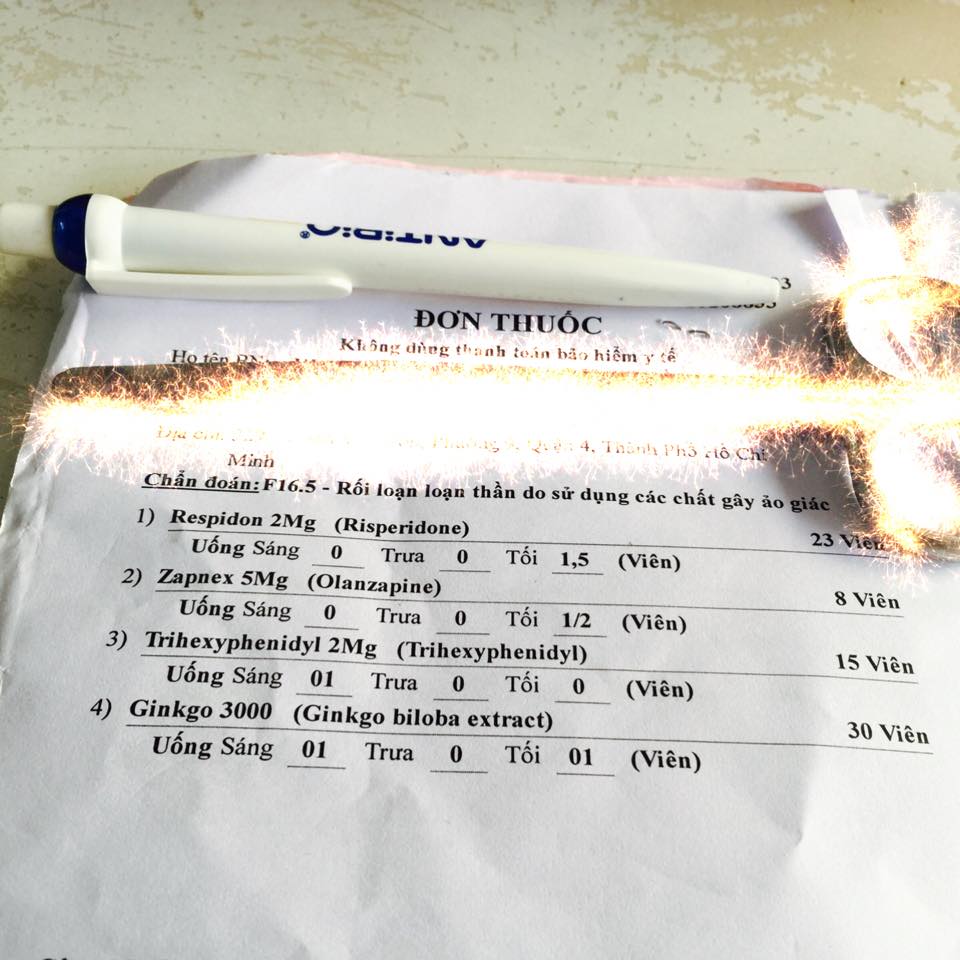 ANTIBIO®
3
ĐƠN THUỐC
Không dùng thanh toán bảo hiểm y tế
Họ tên
Địa chỉ: Phường Quận 4, Thành Phố Hồ Chí
Minh
Chẩn đoán: F16.5 - Rối loạn loạn thần do sử dụng các chất gây ảo giác
1) Respidon 2Mg (Risperidone) 23 Viên
Uống Sáng 0 Trưa 0 Tối 1,5 (Viên)
2) Zapnex 5Mg (Olanzapine) 8 Viên
Uống Sáng 0 Trưa 0 Tối 1/2 (Viên)
3) Trihexyphenidyl 2Mg (Trihexyphenidyl) 15 Viên
Uống Sáng 01 Trưa 0 Tối 0 (Viên)
4) Ginkgo 3000 (Ginkgo biloba extract) 30 Viên
Uống Sáng 01 Trưa 0 Tối 01 (Viên)